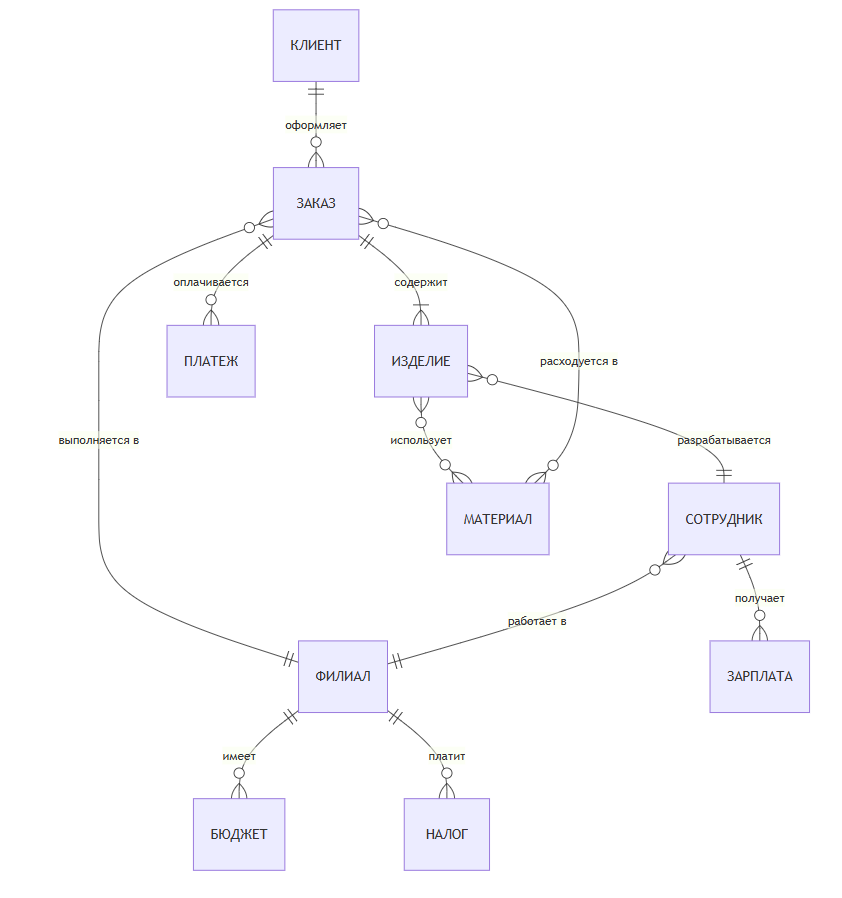 КЛИЕНТ
оформляет
ЗАКАЗ
оплачивается
содержит
ПЛАТЕЖ
ИЗДЕЛИЕ
расходуется в
выполняется в
использует
разрабатывается
МАТЕРИАЛ
СОТРУДНИК
получает
работает в
ФИЛИАЛ
ЗАРПЛАТА
имеет
платит
БЮДЖЕТ
НАЛОГ